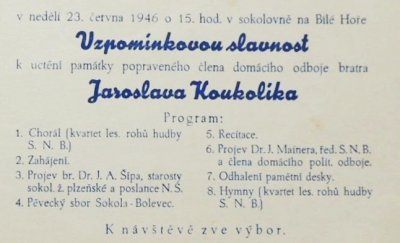 v neděli 23. června 1946 o 15. hod. v sokolovně na Bílé Hoře
Vzpomínkovou slavnost
k uctění památky popraveného člena domácího odboje bratra
Jaroslava Koukolíka
Program:
1. Chorál (kvartet les. rohů hudby
S. N. B.)
2. Zahájení.
3. Projev br. Dr. J. A. Šípa, starosty
sokol. ž. plzeňské a poslance N. S.
4. Pěvecký sbor Sokola-Bolevec.
5. Recitace.
6. Projev Dr. J. Mainera, řed. S. N. B.
a člena domácího polit. odboje.
7. Odhalení pamětní desky.
8. Hymny (kvartet les. rohů hudby
S. N. B.)
K návštěvě zve výbor.